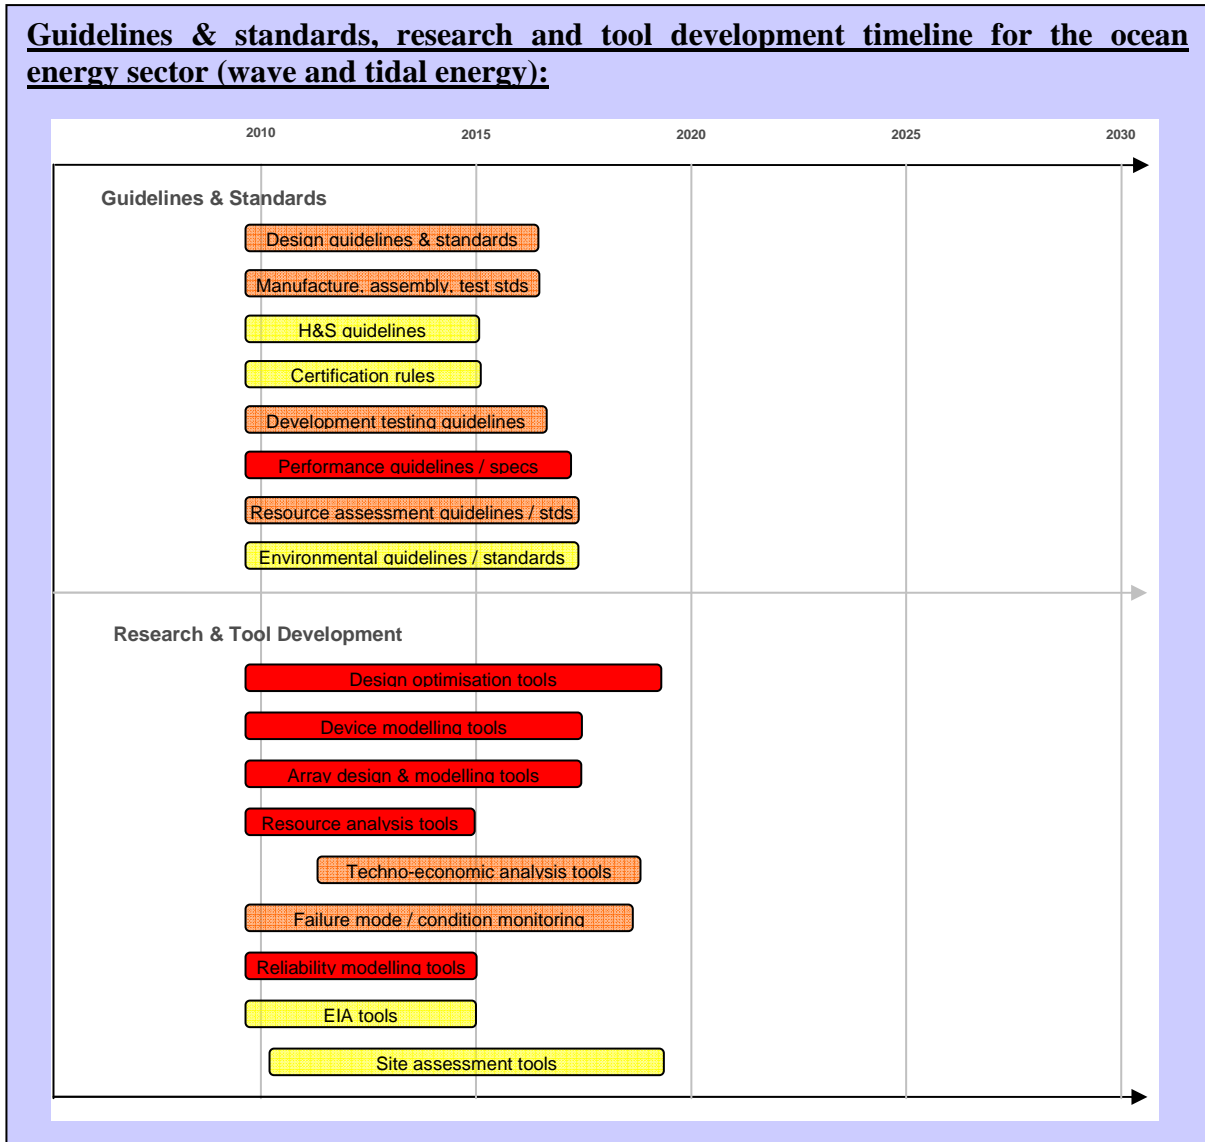 Guidelines & standards, research and tool development timeline for the ocean
energy sector (wave and tidal energy):
2010 2015 2020 2025 2030
Guidelines & Standards
Design guidelines & standards
Manufacture, assembly, test stds
H&S guidelines
Certification rules
Development testing guidelines
Performance guidelines / specs
Resource assessment guidelines / stds
Environmental guidelines / standards
Research & Tool Development
Design optimisation tools
Device modelling tools
Array design & modelling tools
Resource analysis tools
Techno-economic analysis tools
Failure mode / condition monitoring
Reliability modelling tools
EIA tools
Site assessment tools